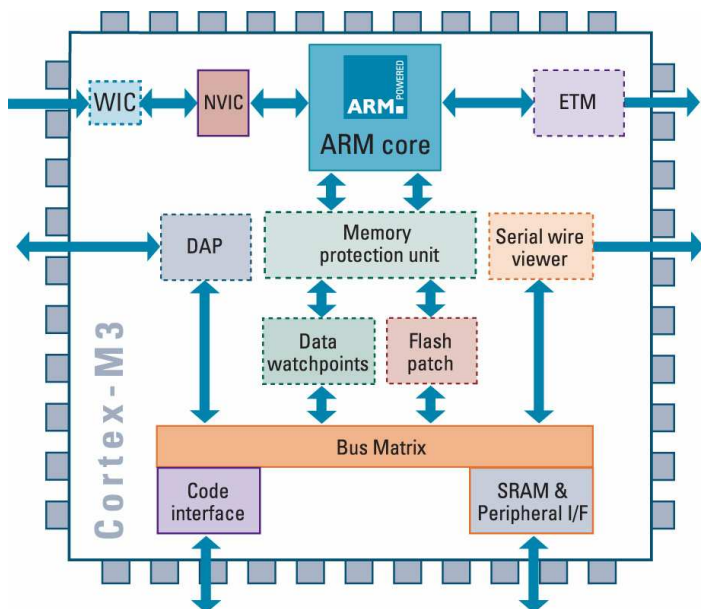 WIC
NVIC
ARM
POWERED
ARM core
ETM
DAP
Memory
protection unit
Serial wire
viewer
Data
watchpoints
Flash
patch
Bus Matrix
Code
interface
SRAM &
Peripheral I/F
Cortex-M3